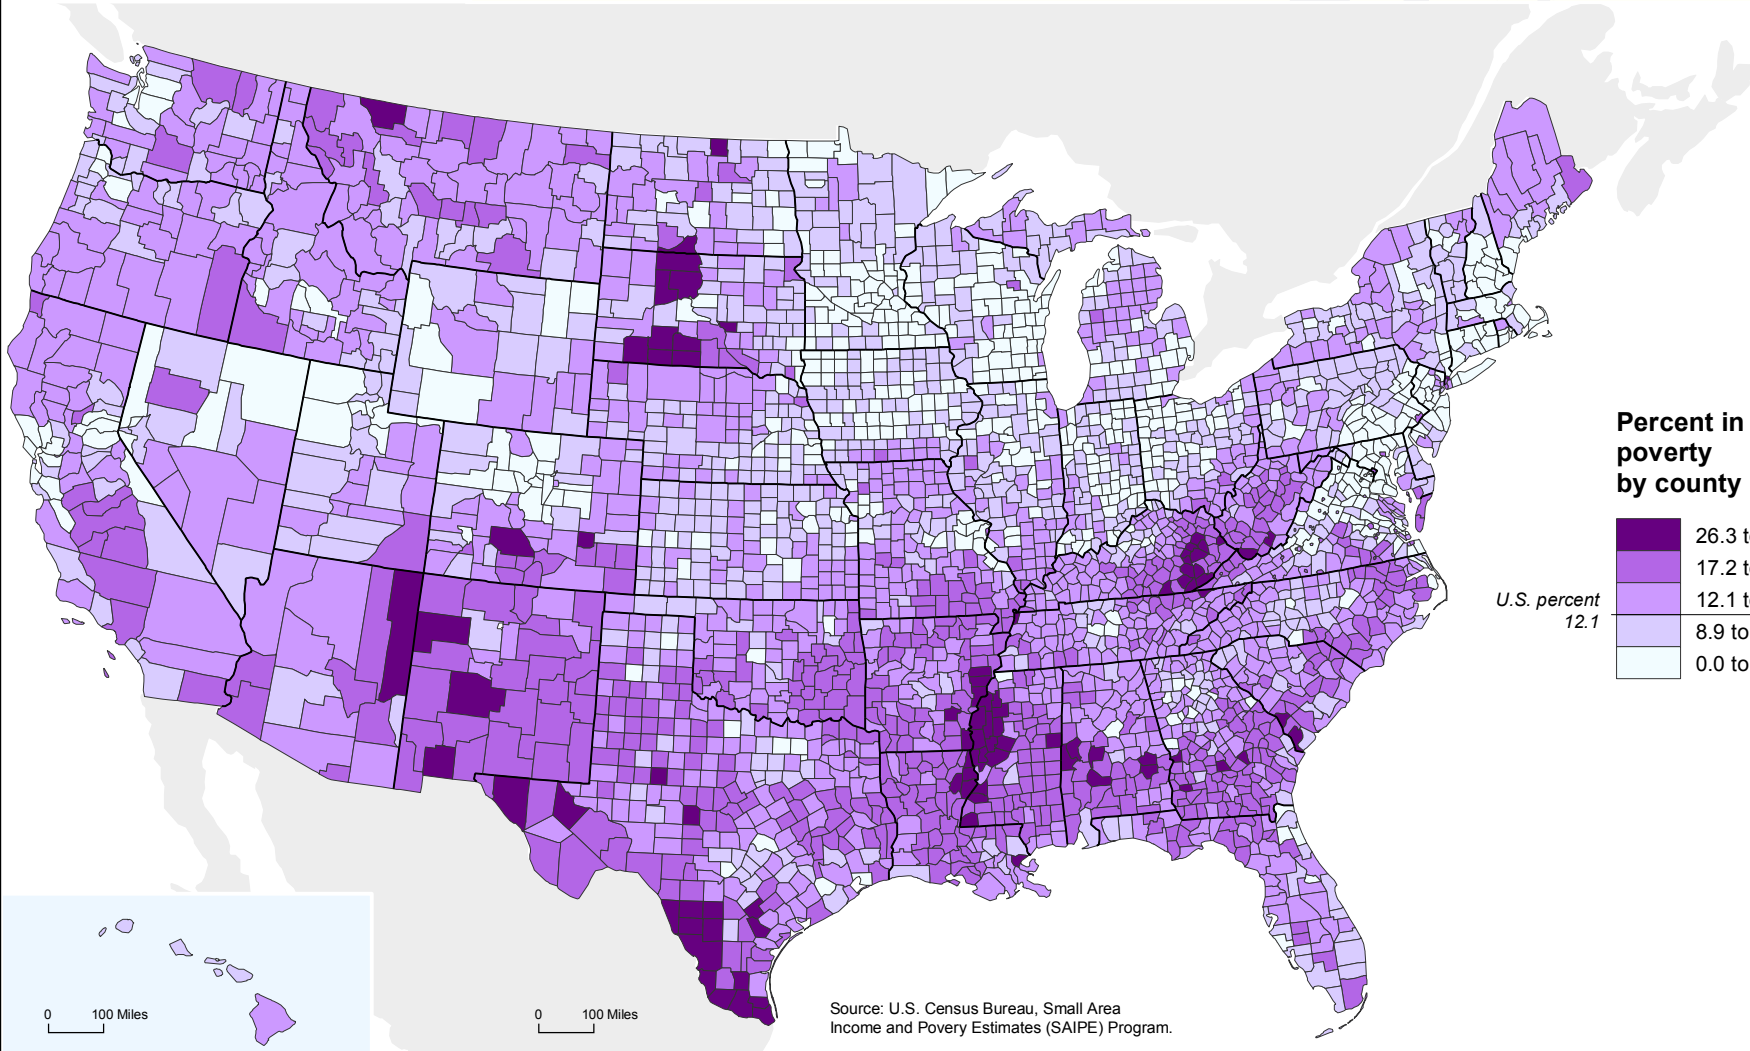 Percent in
poverty
by county
26.3 t
17.2 t
12.1 t
8.9 to
0.0 to
U.S. percent
12.1
0 100 Miles
0 100 Miles
Source: U.S. Census Bureau, Small Area
Income and Povery Estimates (SAIPE) Program.